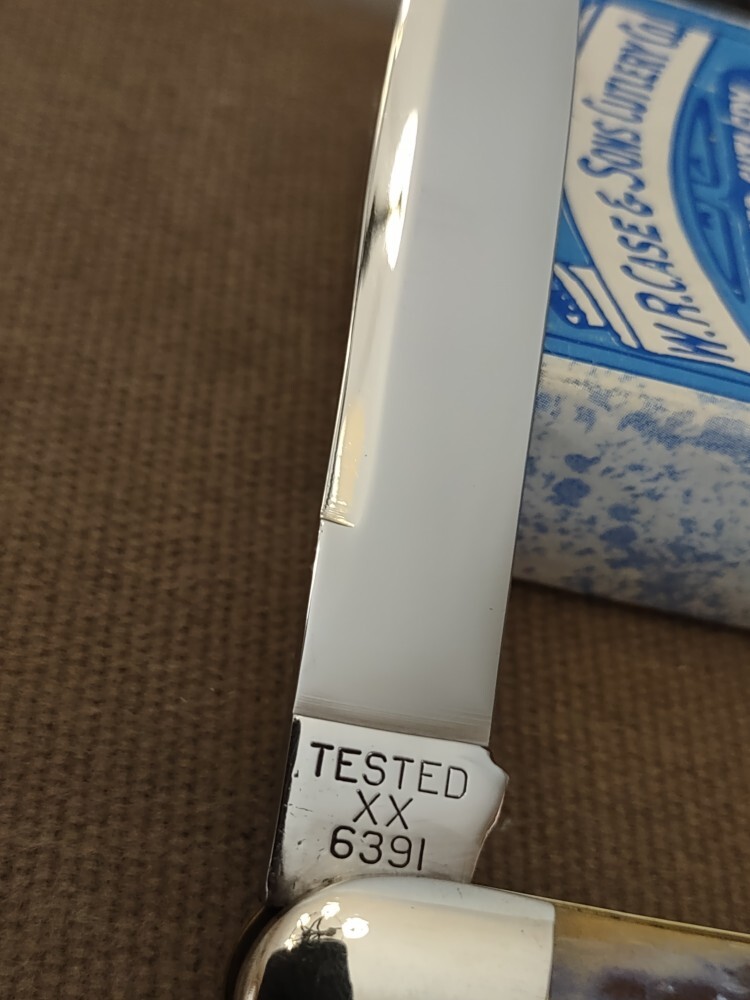 W.R.CASE & SONS CUTLERY CO.
TESTED
XX
6391